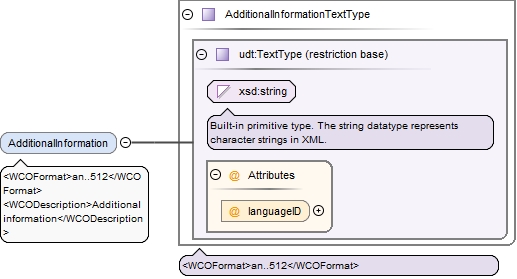 AdditionalInformationTextType
udt:TextType (restriction base)
xsd:string
Built-in primitive type. The string datatype represents
character strings in XML.
AdditionalInformation
<WCOFormat>an..512</WCO
Format>
<WCODescription>Additional
information</WCODescription
>
@ Attributes
@ languageID
<WCOFormat>an..512</WCOFormat>